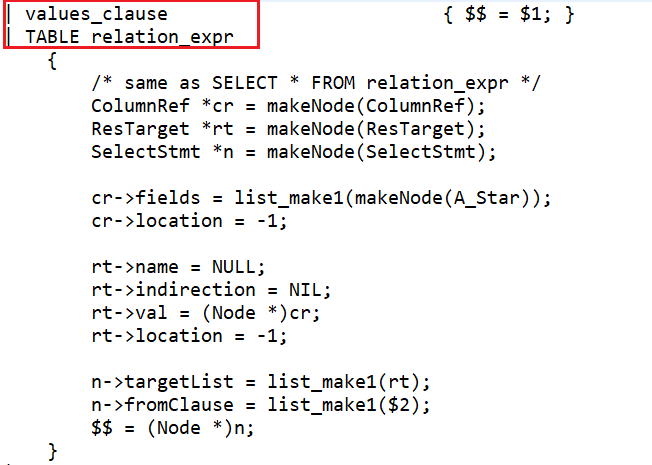 | values_clause { $$ = $1; }
| TABLE relation_expr
{
/* same as SELECT * FROM relation_expr */
ColumnRef *cr = makeNode(ColumnRef);
ResTarget *rt = makeNode(ResTarget);
SelectStmt *n = makeNode(SelectStmt);
cr->fields = list_make1(makeNode(A_Star));
cr->location = -1;
rt->name = NULL;
rt->indirection = NIL;
rt->val = (Node *)cr;
rt->location = -1;
n->targetList = list_make1(rt);
n->fromClause = list_make1($2);
$$ = (Node *)n;
}